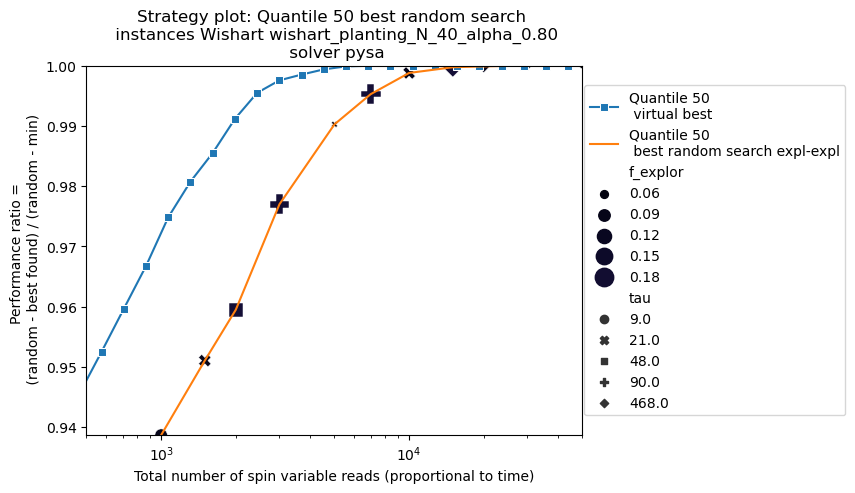 Strategy plot: Quantile 50 best random search
instances Wishart wishart_planting_N_40_alpha_0.80
solver pysa
1.00
0.99
0.98
0.97
0.96
0.95
0.94
Performance ratio =
(random - best found) / (random - min)
10^3
10^4
Total number of spin variable reads (proportional to time)
Quantile 50
virtual best
Quantile 50
best random search expl-expl
f_explor
0.06
0.09
0.12
0.15
0.18
tau
9.0
21.0
48.0
90.0
468.0